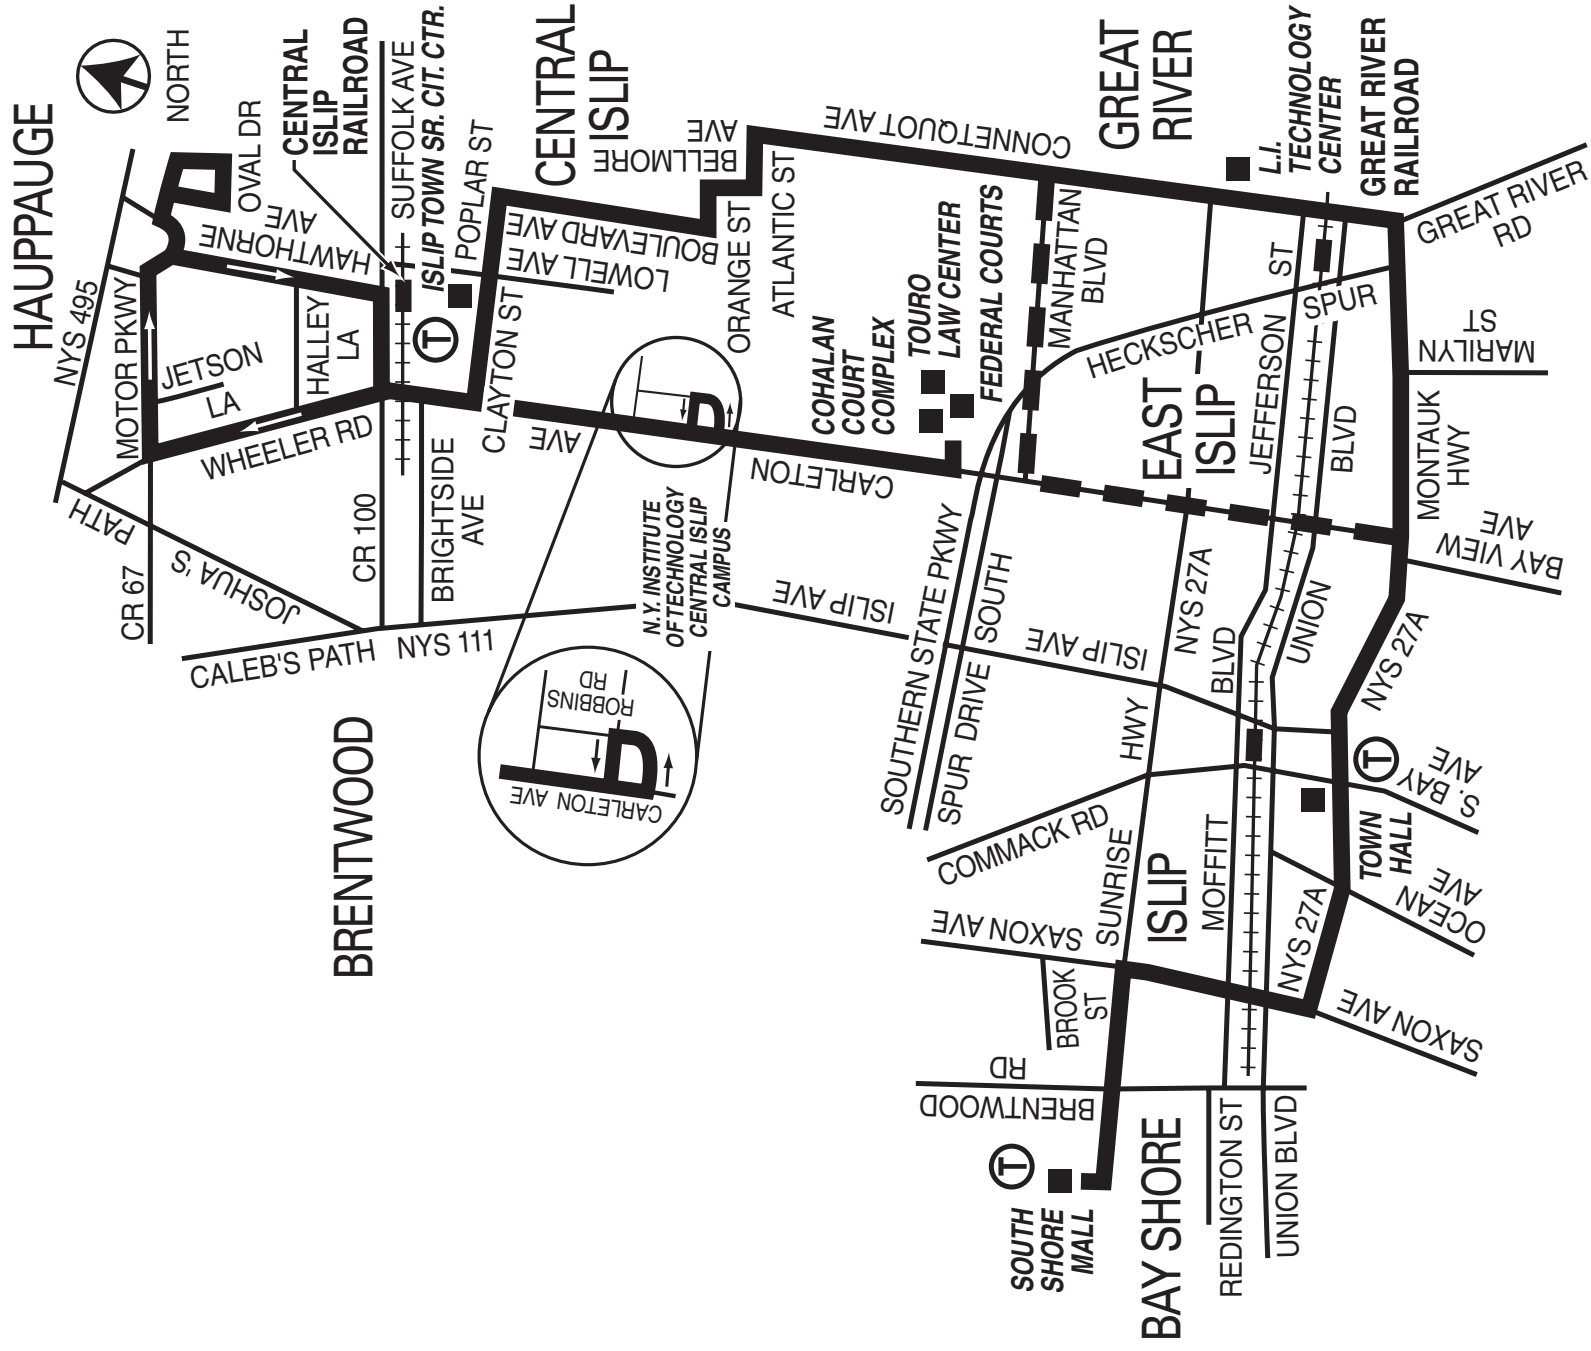 HAUPPAUGE
NORTH
NYS 495
MOTOR PKWY
OVAL DR
HAWTHORNE
AVE
CENTRAL
ISLIP
RAILROAD
SUFFOLK AVE
ISLIP TOWN SR. CIT. CTR.
POPLAR ST
CENTRAL
ISLIP
JETSON
LA
HALLEY
LA
WHEELER RD
CR 67
JOSHUA'S
PATH
CR 100
BRIGHTSIDE
AVE
T
CLAYTON ST
LOWELL AVE
BOULEVARD AVE
BELLMORE
AVE
ORANGE ST
ATLANTIC ST
CONNETQUOT AVE
CALEB'S PATH
NYS 111
BRENTWOOD
CARLETON
AVE
N.Y. INSTITUTE
OF TECHNOLOGY
CENTRAL ISLIP
CAMPUS
CARLETON AVE
ROBBINS
RD
COHALAN
COURT
COMPLEX
TOURO
LAW CENTER
FEDERAL COURTS
MANHATTAN
BLVD
GREAT
RIVER
L.I.
TECHNOLOGY
CENTER
GREAT RIVER
RAILROAD
GREAT RIVER
RD
HECKSCHER
SPUR
EAST
ISLIP
JEFFERSON
ST
UNION
BLVD
MARILYN
ST
MONTAUK
HWY
BAY VIEW
AVE
ISLIP AVE
SOUTHERN STATE PKWY
SPUR DRIVE SOUTH
ISLIP AVE
NYS 27A
NYS 27A
SUNRISE
HWY
MOFFITT
BLVD
COMMACK RD
ISLIP
T
TOWN
HALL
S. BAY
AVE
OCEAN
AVE
NYS 27A
SAXON AVE
SAXON AVE
BROOK
ST
BRENTWOOD
RD
T
SOUTH
SHORE
MALL
BAY SHORE
REDINGTON ST
UNION BLVD